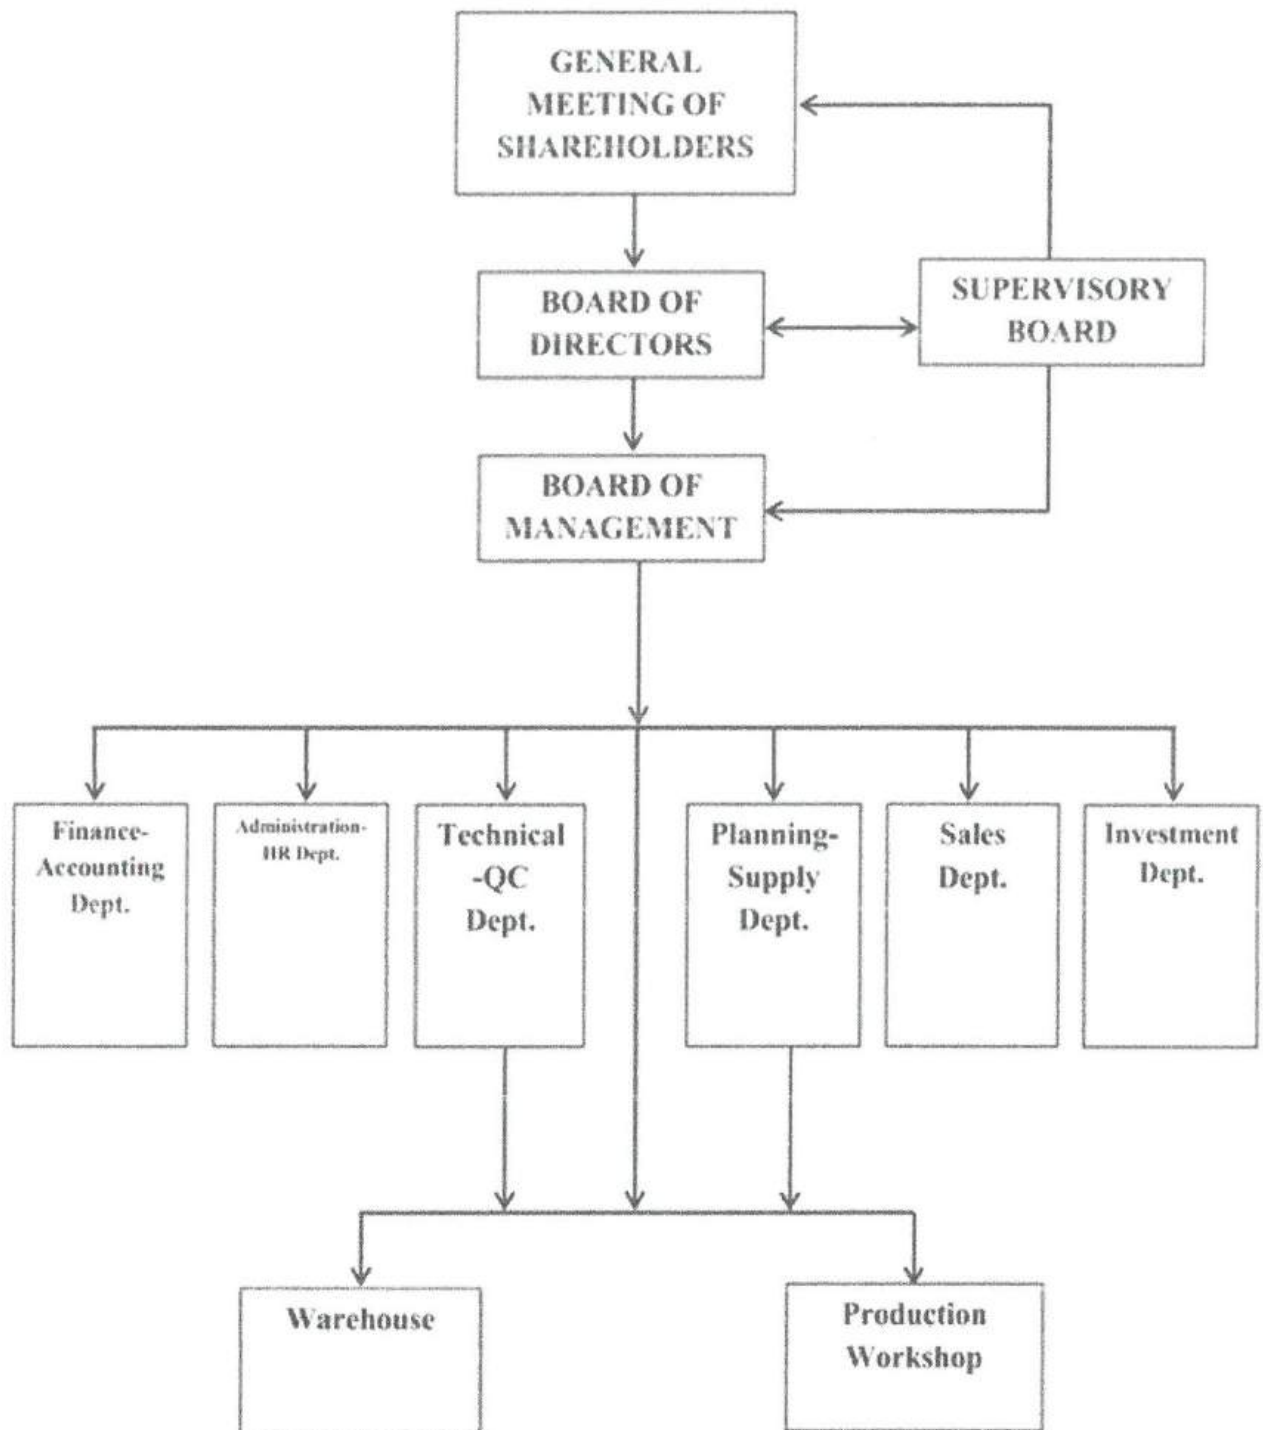 GENERAL
MEETING OF
SHAREHOLDERS
BOARD OF
DIRECTORS
SUPERVISORY
BOARD
BOARD OF
MANAGEMENT
Finance-
Accounting
Dept.
Administration-
HR Dept.
Technical
-QC
Dept.
Planning-
Supply
Dept.
Sales
Dept.
Investment
Dept.
Warehouse
Production
Workshop